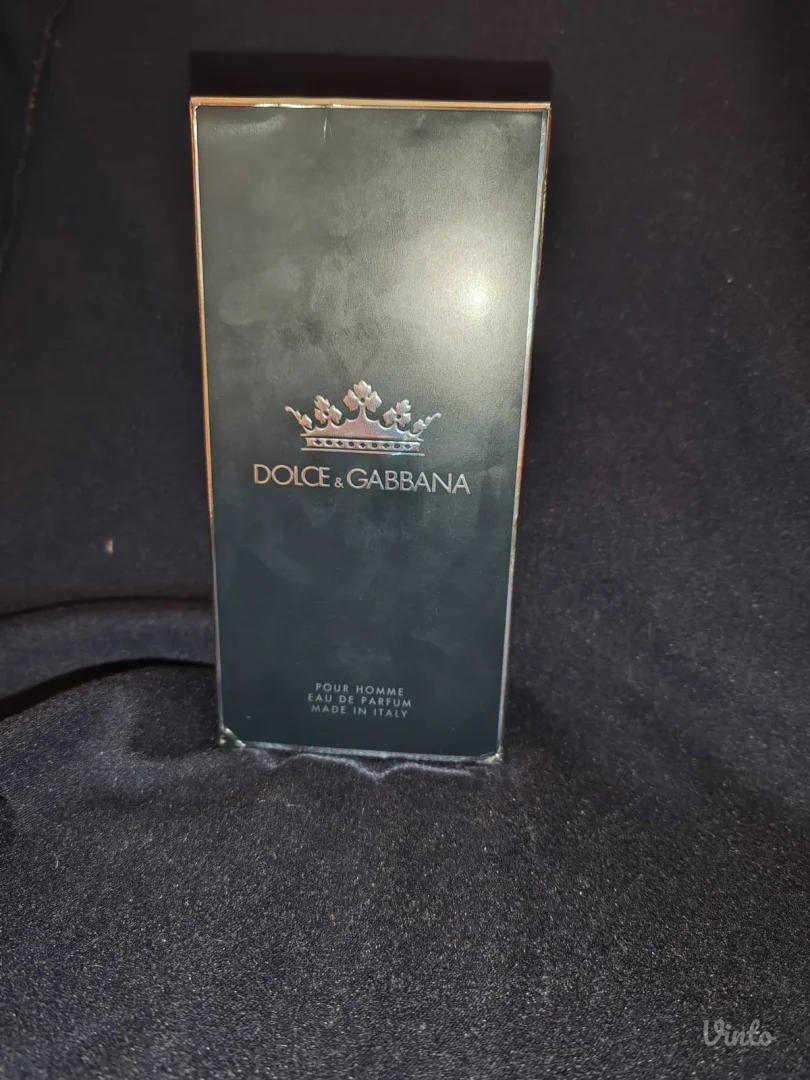 DOLCE & GABBANA
POUR HOMME
EAU DE PARFUM
MADE IN ITALY
Vinto